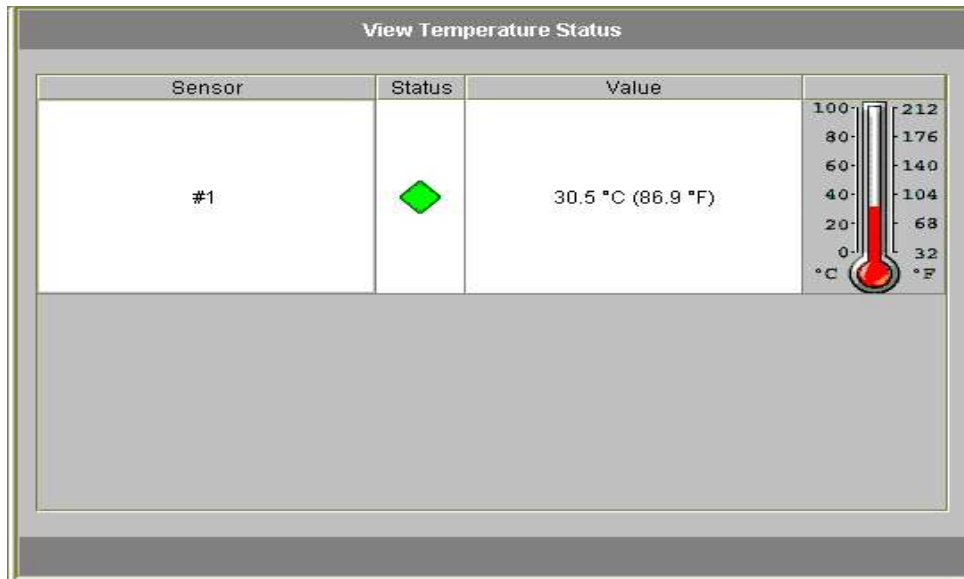 View Temperature Status
Sensor Status Value
#1 30.5 °C (86.9 °F)
100 212
80 176
60 140
40 104
20 68
0 32
°C °F